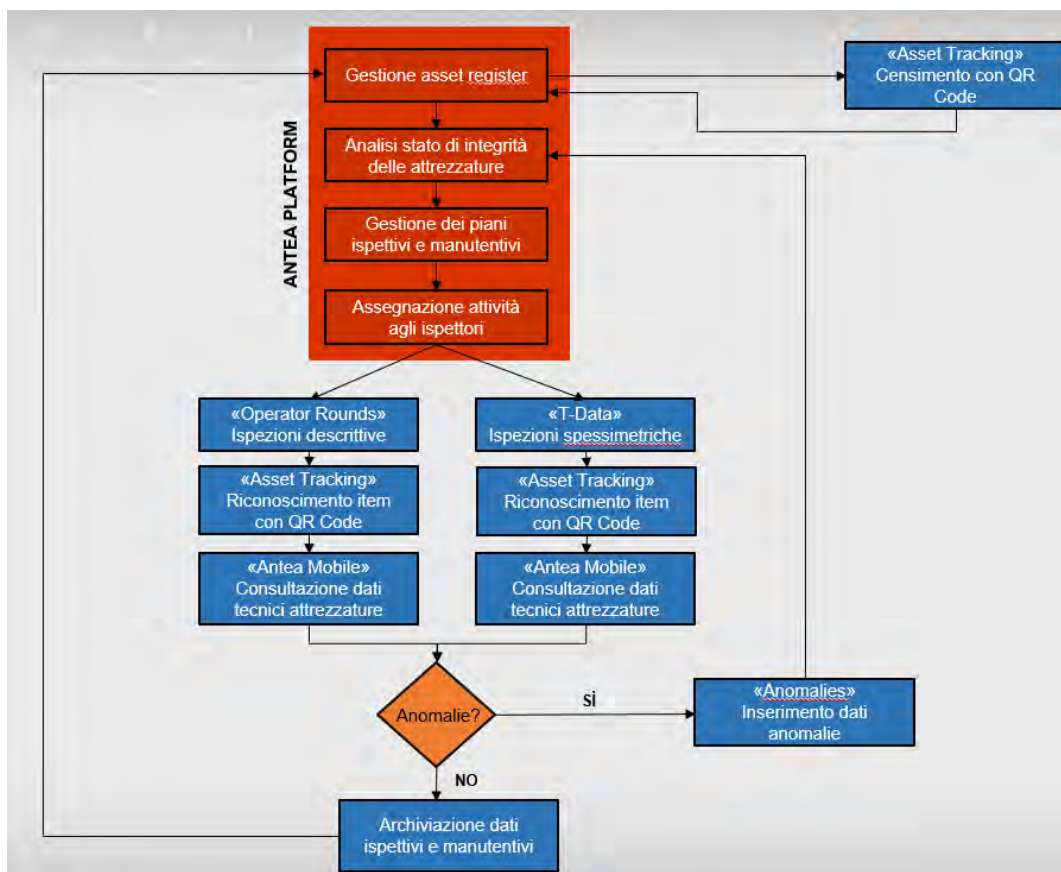 Gestione asset register
«Asset Tracking»
Censimento con QR
Code
ANTEA PLATFORM
Analisi stato di integrità
delle attrezzature
Gestione dei piani
ispettivi e manutentivi
Assegnazione attività
agli ispettori
«Operator Rounds»
Ispezioni descrittive
«T-Data»
Ispezioni spessimetriche
«Asset Tracking»
Riconoscimento item
con QR Code
«Asset Tracking»
Riconoscimento item
con QR Code
«Antea Mobile»
Consultazione dati
tecnici attrezzature
«Antea Mobile»
Consultazione dati
tecnici attrezzature
Anomalie?
SÌ
«Anomalies»
Inserimento dati
anomalie
NO
Archiviazione dati
ispettivi e manutentivi